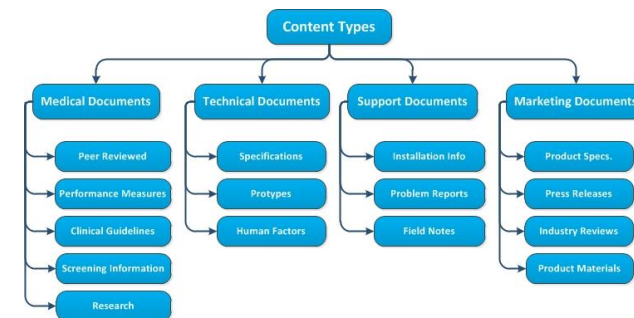 Content Types
Medical Documents
Technical Documents
Support Documents
Marketing Documents
Peer Reviewed
Specifications
Installation Info
Product Specs.
Performance Measures
Protypes
Problem Reports
Press Releases
Clinical Guidelines
Human Factors
Field Notes
Industry Reviews
Screening Information
Product Materials
Research